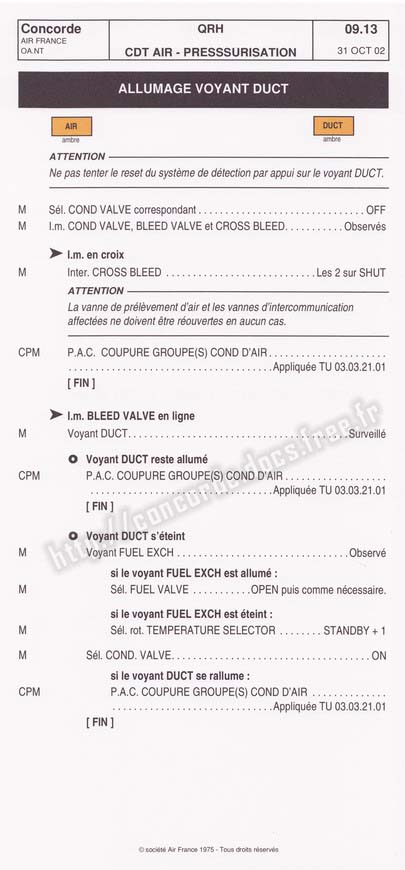 Concorde QRH 09.13
AIR FRANCE
OA.NT CDT AIR - PRESSSURISATION 31 OCT 02
ALLUMAGE VOYANT DUCT
AIR DUCT
ambre ambre
ATTENTION
Ne pas tenter le reset du système de détection par appui sur le voyant DUCT.
M Sél. COND VALVE correspondant . . . . . . . . . . . . . . . . . . . . . . . . . . . . OFF
M I.m. COND VALVE, BLEED VALVE et CROSS BLEED. . . . . . . . . . . Observés
➤ I.m. en croix
M Inter. CROSS BLEED . . . . . . . . . . . . . . . . . . . . . . . . . Les 2 sur SHUT
ATTENTION
La vanne de prélèvement d'air et les vannes d'intercommunication
affectées ne doivent être réouvertes en aucun cas.
CPM P.A.C. COUPURE GROUPE(S) COND D'AIR . . . . . . . . . . . . . . . . . . . .
. . . . . . . . . . . . . . . . . . . . . . . . . . . . . . . . . . Appliquée TU 03.03.21.01
[ FIN ]
➤ I.m. BLEED VALVE en ligne
M Voyant DUCT. . . . . . . . . . . . . . . . . . . . . . . . . . . . . . . . . . . . . Surveillé
Voyant DUCT reste allumé
CPM P.A.C. COUPURE GROUPE(S) COND D'AIR . . . . . . . . . . . . . . . . .
. . . . . . . . . . . . . . . . . . . . . . . . . . . . . . Appliquée TU 03.03.21.01
[ FIN ]
Voyant DUCT s'éteint
M Voyant FUEL EXCH . . . . . . . . . . . . . . . . . . . . . . . . . . . . Observé
si le voyant FUEL EXCH est allumé :
M Sél. FUEL VALVE . . . . . . . . . . OPEN puis comme nécessaire.
si le voyant FUEL EXCH est éteint :
M Sél. rot. TEMPERATURE SELECTOR . . . . . . . . STANDBY + 1
M Sél. COND. VALVE. . . . . . . . . . . . . . . . . . . . . . . . . . . . . . . . . ON
si le voyant DUCT se rallume :
CPM P.A.C. COUPURE GROUPE(S) COND D'AIR . . . . . . . . . . . . .
. . . . . . . . . . . . . . . . . . . . . . . . . . . Appliquée TU 03.03.21.01
[ FIN ]
http://concordedocs.free.fr
© société Air France 1975 - Tous droits réservés